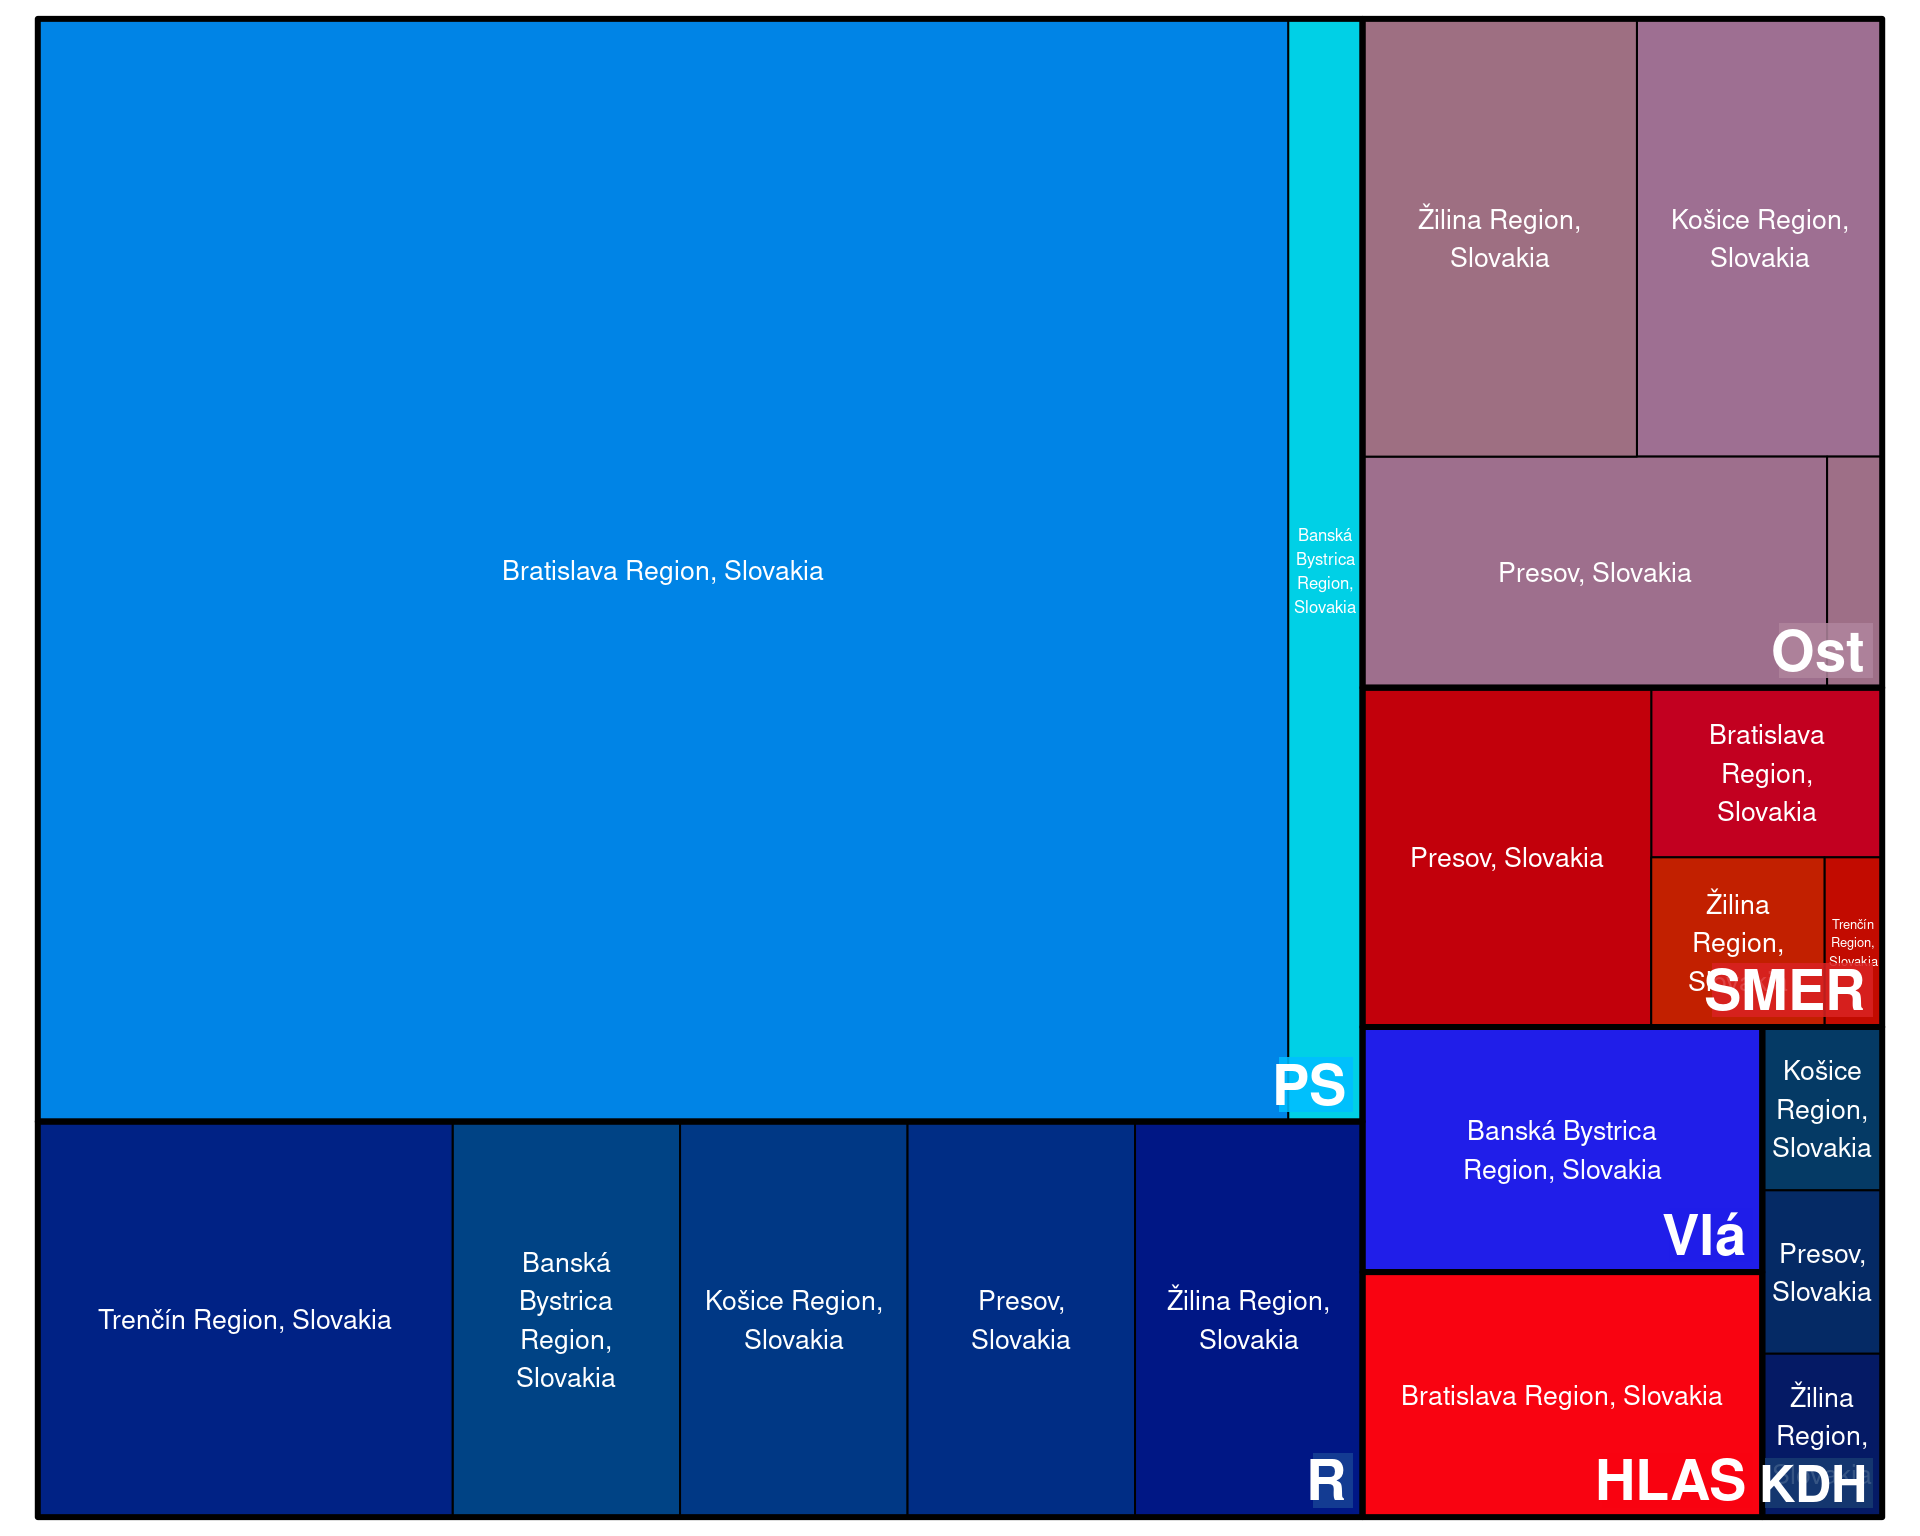 Bratislava Region, Slovakia
Banská
Bystrica
Region,
Slovakia
PS
Trenčín Region, Slovakia
Banská
Bystrica
Region,
Slovakia
Košice Region,
Slovakia
Presov,
Slovakia
Žilina Region,
Slovakia
R
Žilina Region,
Slovakia
Košice Region,
Slovakia
Presov, Slovakia
Ost
Presov, Slovakia
Bratislava
Region,
Slovakia
Žilina
Region,
Trenčín
Region,
Slovakia
SMER
Banská Bystrica
Region, Slovakia
Vlá
Bratislava Region, Slovakia
HLAS
Košice
Region,
Slovakia
Presov,
Slovakia
Žilina
Region,
Slovakia
KDH